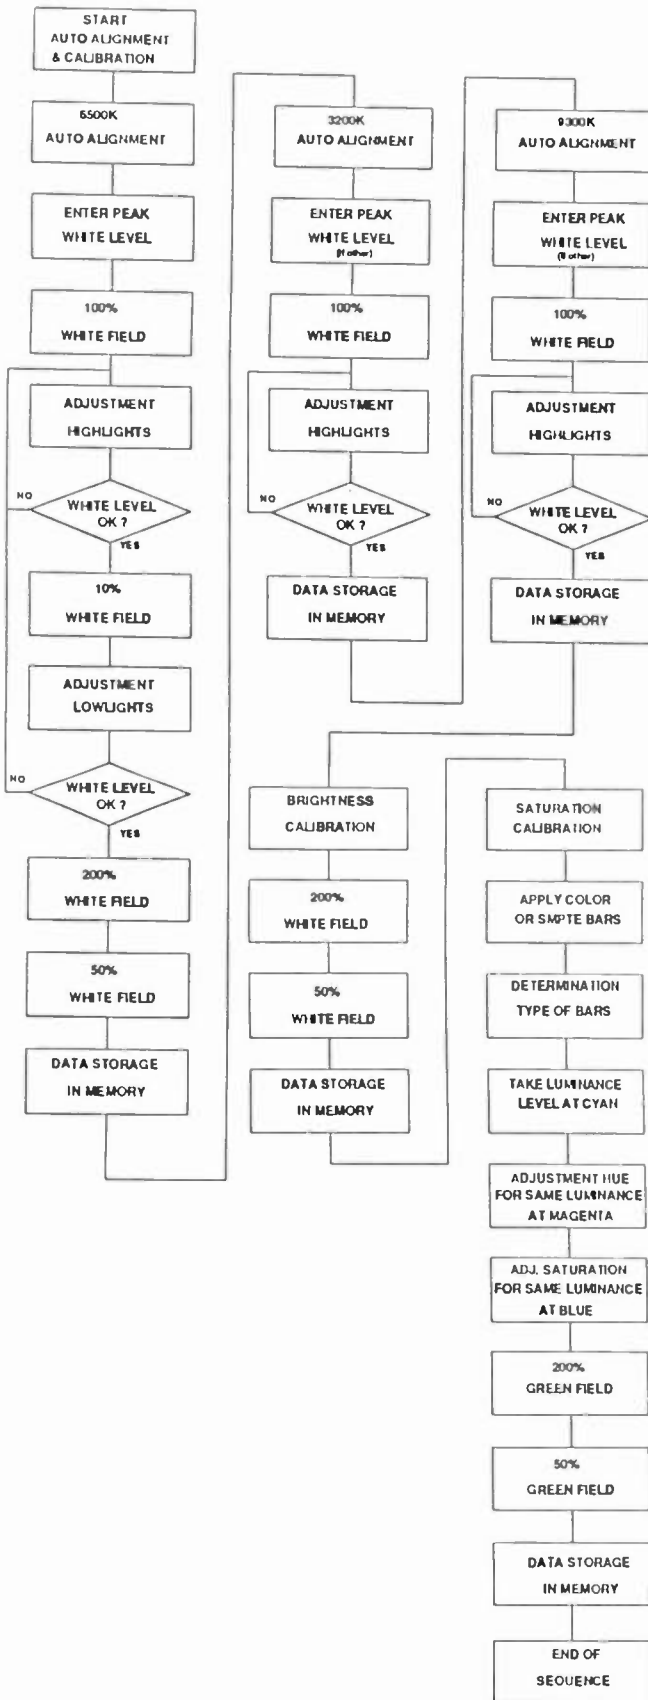 START
AUTO ALIGNMENT
& CALIBRATION
6500K
AUTO ALIGNMENT
ENTER PEAK
WHITE LEVEL
100%
WHITE FIELD
ADJUSTMENT
HIGHLIGHTS
NO
WHITE LEVEL
OK ?
YES
10%
WHITE FIELD
ADJUSTMENT
LOWLIGHTS
NO
WHITE LEVEL
OK ?
YES
200%
WHITE FIELD
50%
WHITE FIELD
DATA STORAGE
IN MEMORY
3200K
AUTO ALIGNMENT
ENTER PEAK
WHITE LEVEL
(if other)
100%
WHITE FIELD
ADJUSTMENT
HIGHLIGHTS
NO
WHITE LEVEL
OK ?
YES
DATA STORAGE
IN MEMORY
9300K
AUTO ALIGNMENT
ENTER PEAK
WHITE LEVEL
(if other)
100%
WHITE FIELD
ADJUSTMENT
HIGHLIGHTS
NO
WHITE LEVEL
OK ?
YES
DATA STORAGE
IN MEMORY
BRIGHTNESS
CALIBRATION
200%
WHITE FIELD
50%
WHITE FIELD
DATA STORAGE
IN MEMORY
SATURATION
CALIBRATION
APPLY COLOR
OR SMPTE BARS
DETERMINATION
TYPE OF BARS
TAKE LUMINANCE
LEVEL AT CYAN
ADJUSTMENT HUE
FOR SAME LUMINANCE
AT MAGENTA
ADJ. SATURATION
FOR SAME LUMINANCE
AT BLUE
200%
GREEN FIELD
50%
GREEN FIELD
DATA STORAGE
IN MEMORY
END OF
SEQUENCE